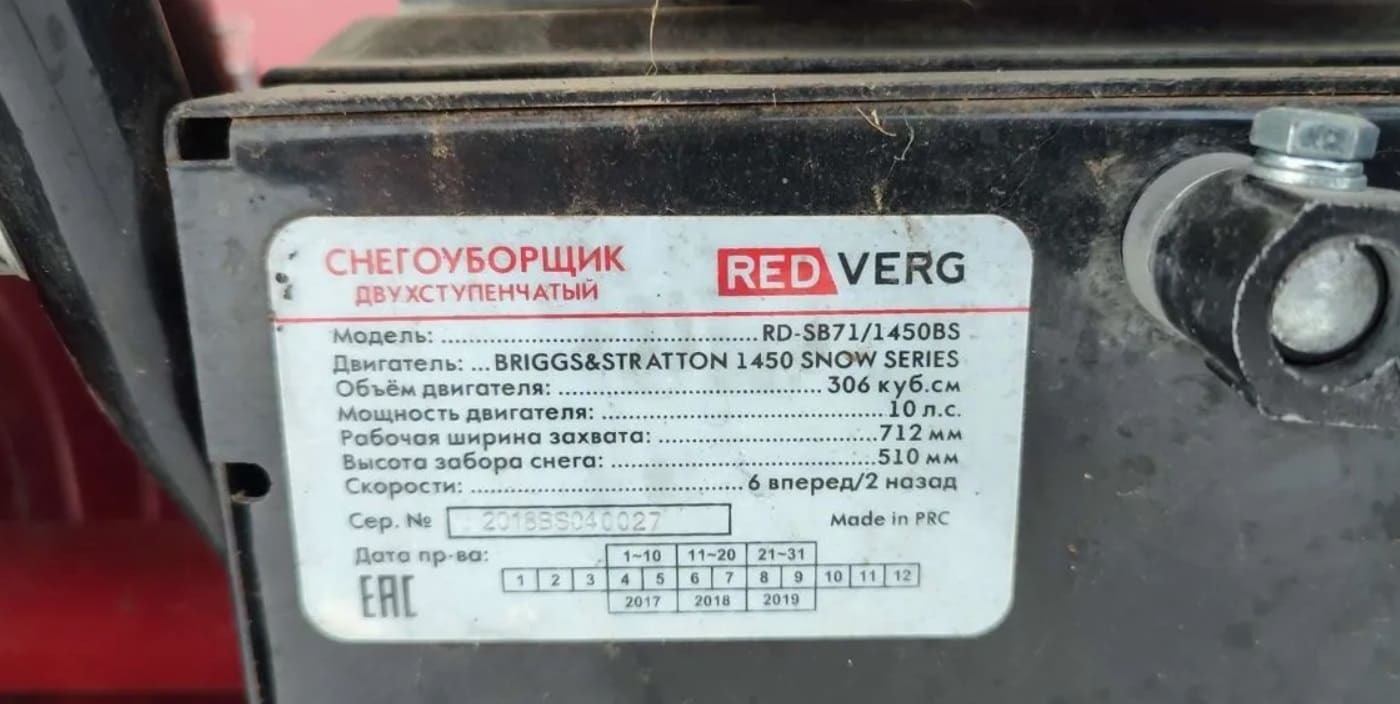 СНЕГОУБОРЩИК
ДВУХСТУПЕНЧАТЫЙ
RED VERG
Модель: ........................................ RD-SB71/1450BS
Двигатель: ... BRIGGS&STRATTON 1450 SNOW SERIES
Объём двигателя: .................................. 306 куб.см
Мощность двигателя: ................................... 10 л.с.
Рабочая ширина захвата: ........................... 712 мм
Высота забора снега: ................................. 510 мм
Скорости: ................................... 6 вперед/2 назад
Сер. № 2018BS040027 Made in PRC
Дата пр-ва: 1~10 11~20 21~31
1 2 3 4 5 6 7 8 9 10 11 12
2017 2018 2019
EAC